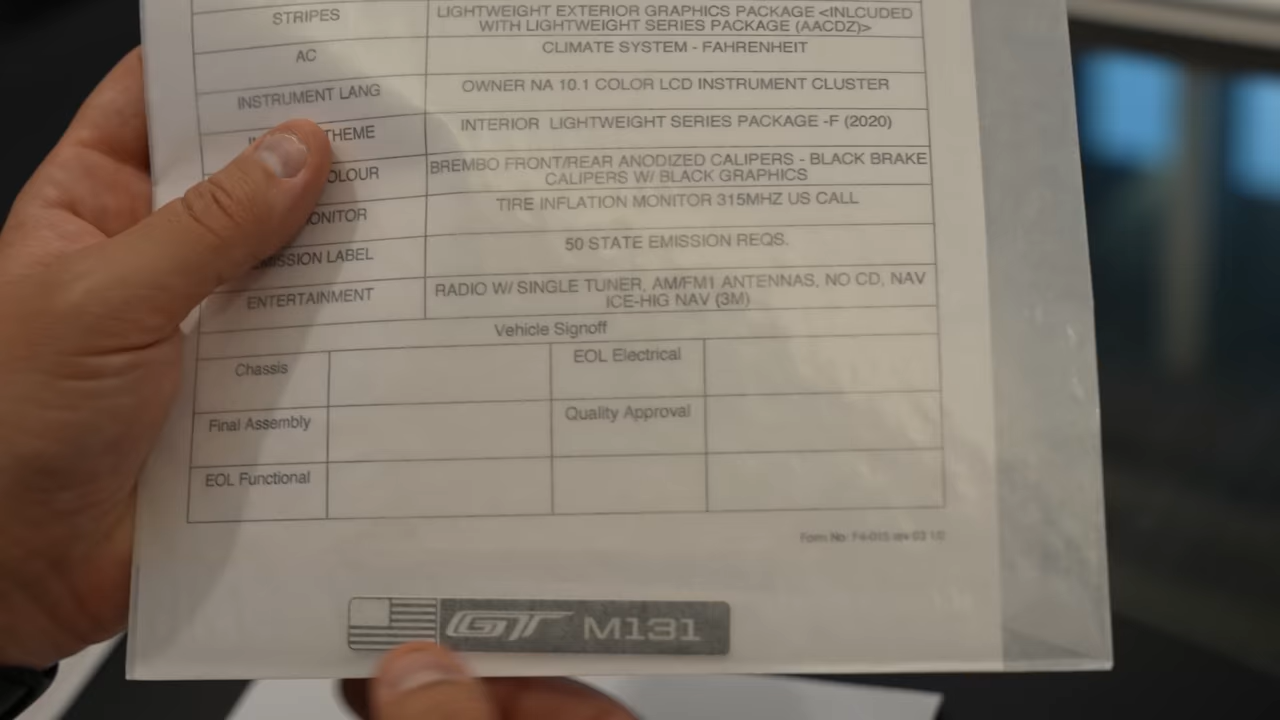 STRIPES
LIGHTWEIGHT EXTERIOR GRAPHICS PACKAGE <INLCUDED
WITH LIGHTWEIGHT SERIES PACKAGE (AACDZ)>
AC
CLIMATE SYSTEM - FAHRENHEIT
INSTRUMENT LANG
OWNER NA 10.1 COLOR LCD INSTRUMENT CLUSTER
THEME
INTERIOR LIGHTWEIGHT SERIES PACKAGE -F (2020)
OLOUR
BREMBO FRONT/REAR ANODIZED CALIPERS - BLACK BRAKE
CALIPERS W/ BLACK GRAPHICS
ONITOR
TIRE INFLATION MONITOR 315MHZ US CALL
MISSION LABEL
50 STATE EMISSION REQS.
ENTERTAINMENT
RADIO W/ SINGLE TUNER, AM/FM1 ANTENNAS, NO CD, NAV
ICE-HIG NAV (3M)
Vehicle Signoff
Chassis
EOL Electrical
Final Assembly
Quality Approval
EOL Functional
Form No:
GT M131